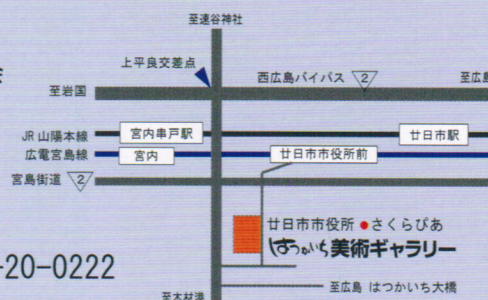 至速谷神社
上平良交差点
西広島バイパス 2
至岩国
至広
JR山陽本線 宮内串戸駅 廿日市駅
広電宮島線 宮内 廿日市市役所前
宮島街道 2
廿日市市役所 ●さくらぴあ
はつかいち美術ギャラリー
-20-0222
至広島 はつかいち大橋
至木材港